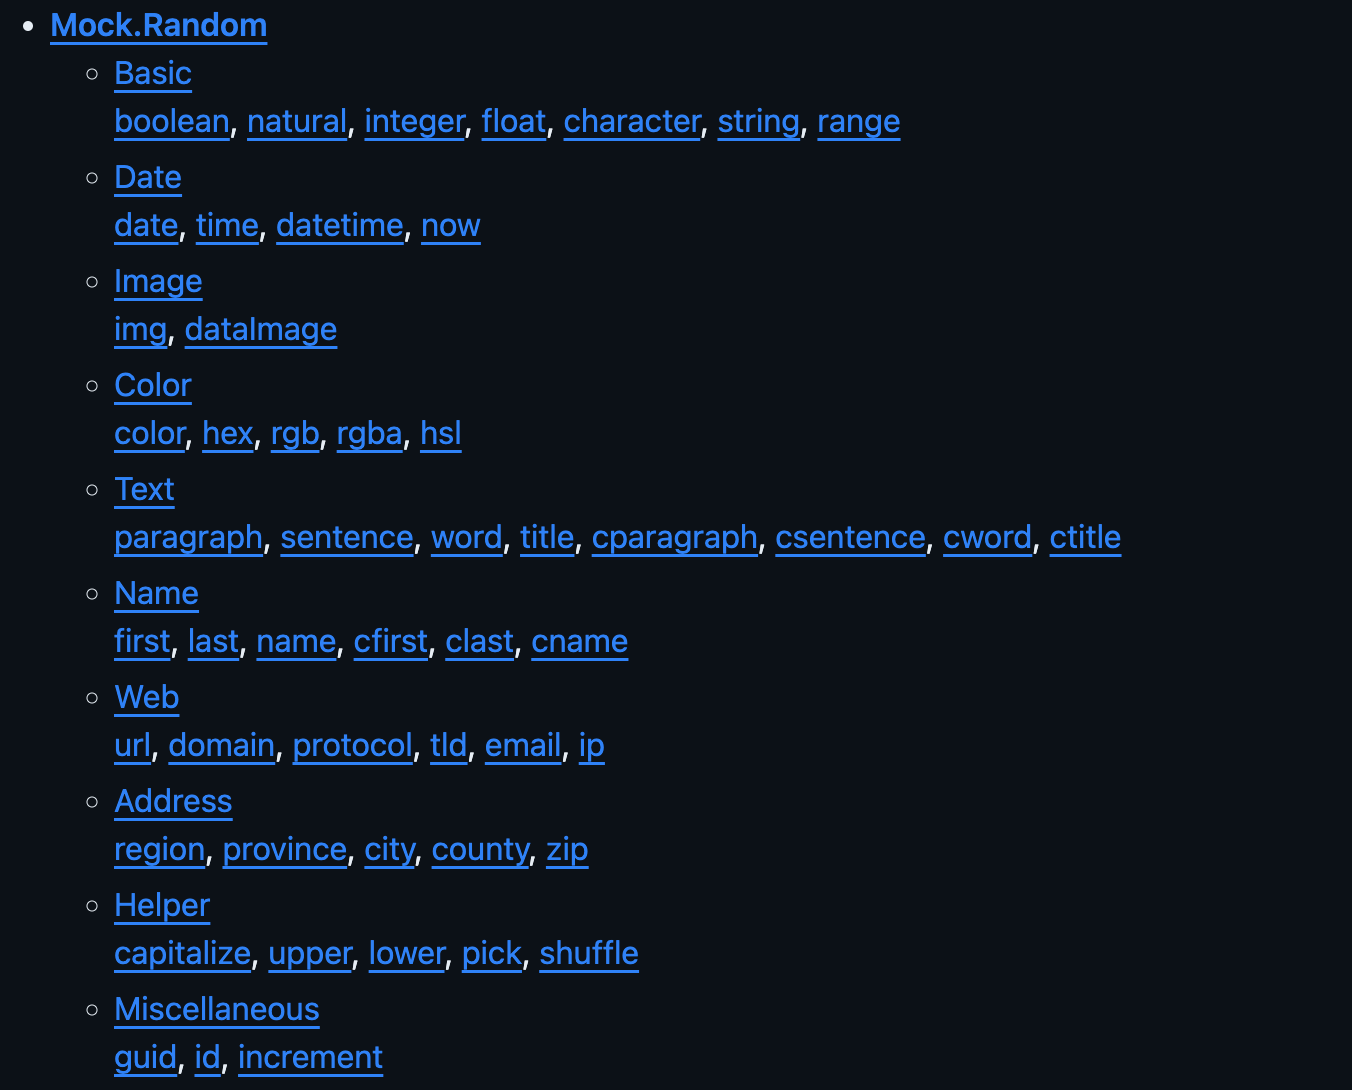 Mock.Random
Basic
boolean, natural, integer, float, character, string, range
Date
date, time, datetime, now
Image
img, dataImage
Color
color, hex, rgb, rgba, hsl
Text
paragraph, sentence, word, title, cparagraph, csentence, cword, ctitle
Name
first, last, name, cfirst, clast, cname
Web
url, domain, protocol, tld, email, ip
Address
region, province, city, county, zip
Helper
capitalize, upper, lower, pick, shuffle
Miscellaneous
guid, id, increment